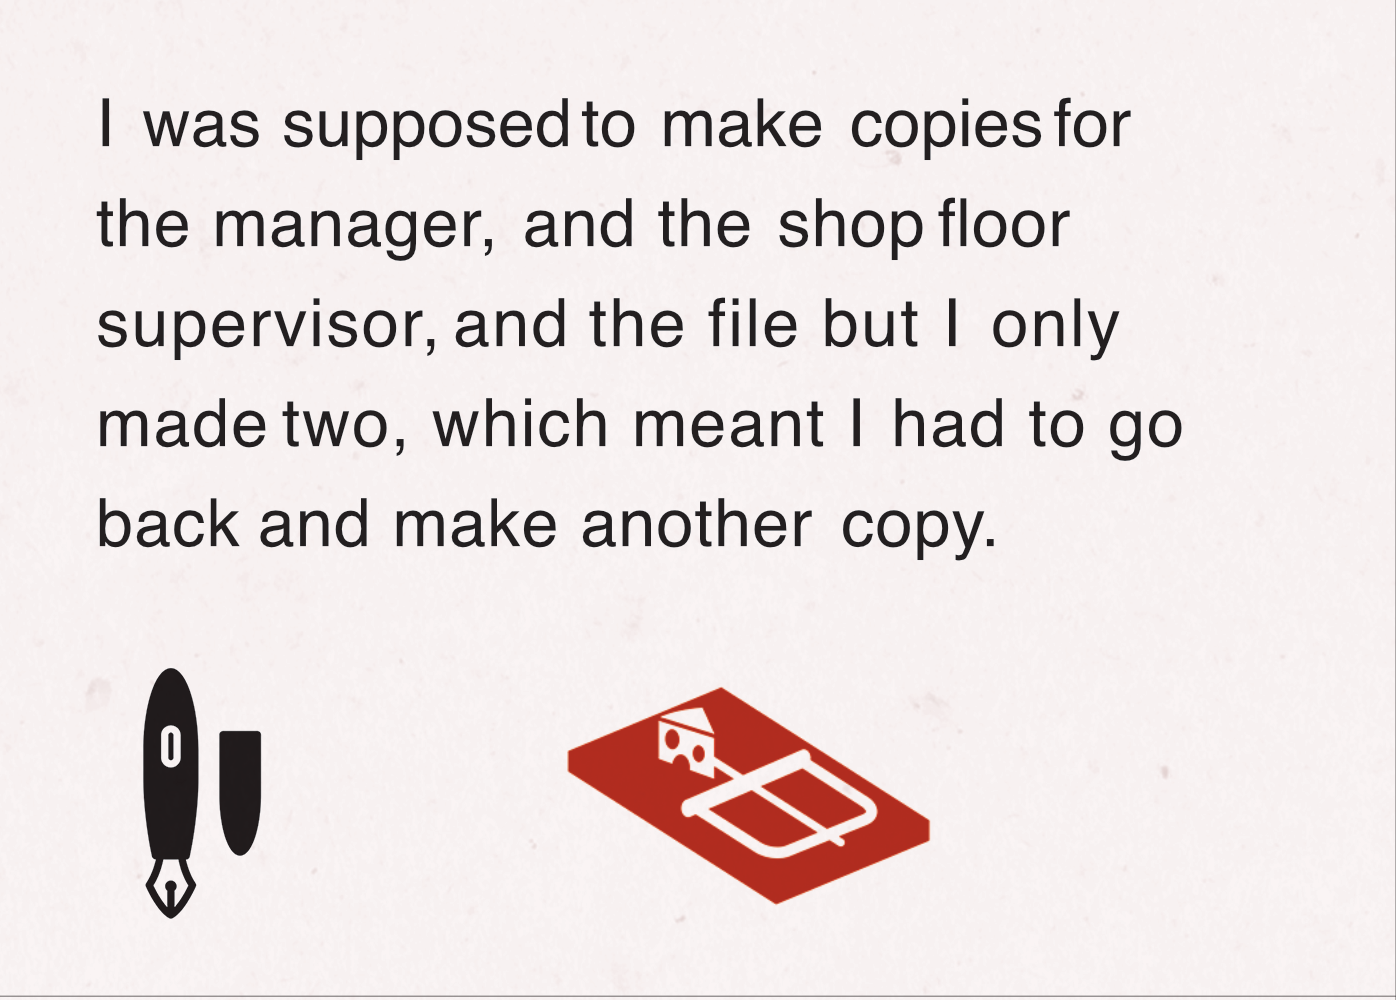 I was supposed to make copies for
the manager, and the shop floor
supervisor, and the file but I only
made two, which meant I had to go
back and make another copy.